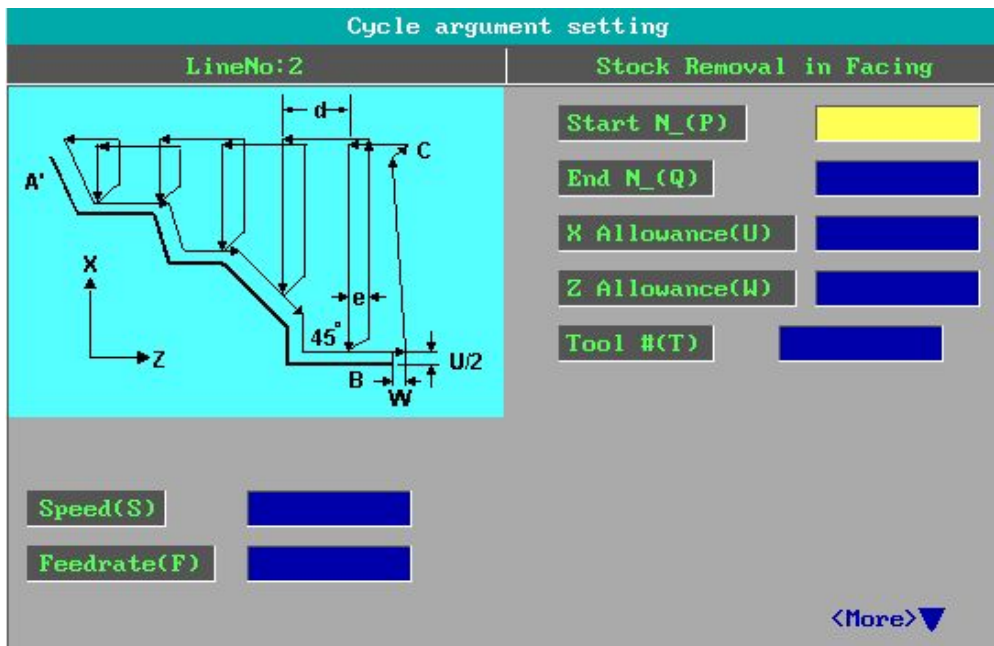 Cycle argument setting
LineNo:2
Stock Removal in Facing
d
C
A'
X
Z
e
45°
B
W
U/2
Start N_(P)
End N_(Q)
X Allowance(U)
Z Allowance(W)
Tool #(T)
Speed(S)
Feedrate(F)
<More>▼